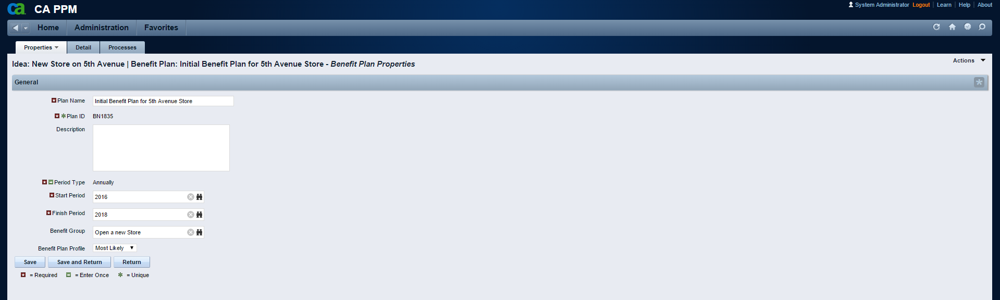 ca CA PPM
System Administrator Logout | Learn | Help | About
Home Administration Favorites
Properties Detail Processes
Idea: New Store on 5th Avenue | Benefit Plan: Initial Benefit Plan for 5th Avenue Store - Benefit Plan Properties
Actions
General
Plan Name Initial Benefit Plan for 5th Avenue Store
Plan ID BN1835
Description
Period Type Annually
Start Period 2016
Finish Period 2018
Benefit Group Open a new Store
Benefit Plan Profile Most Likely
Save Save and Return Return
= Required = Enter Once = Unique